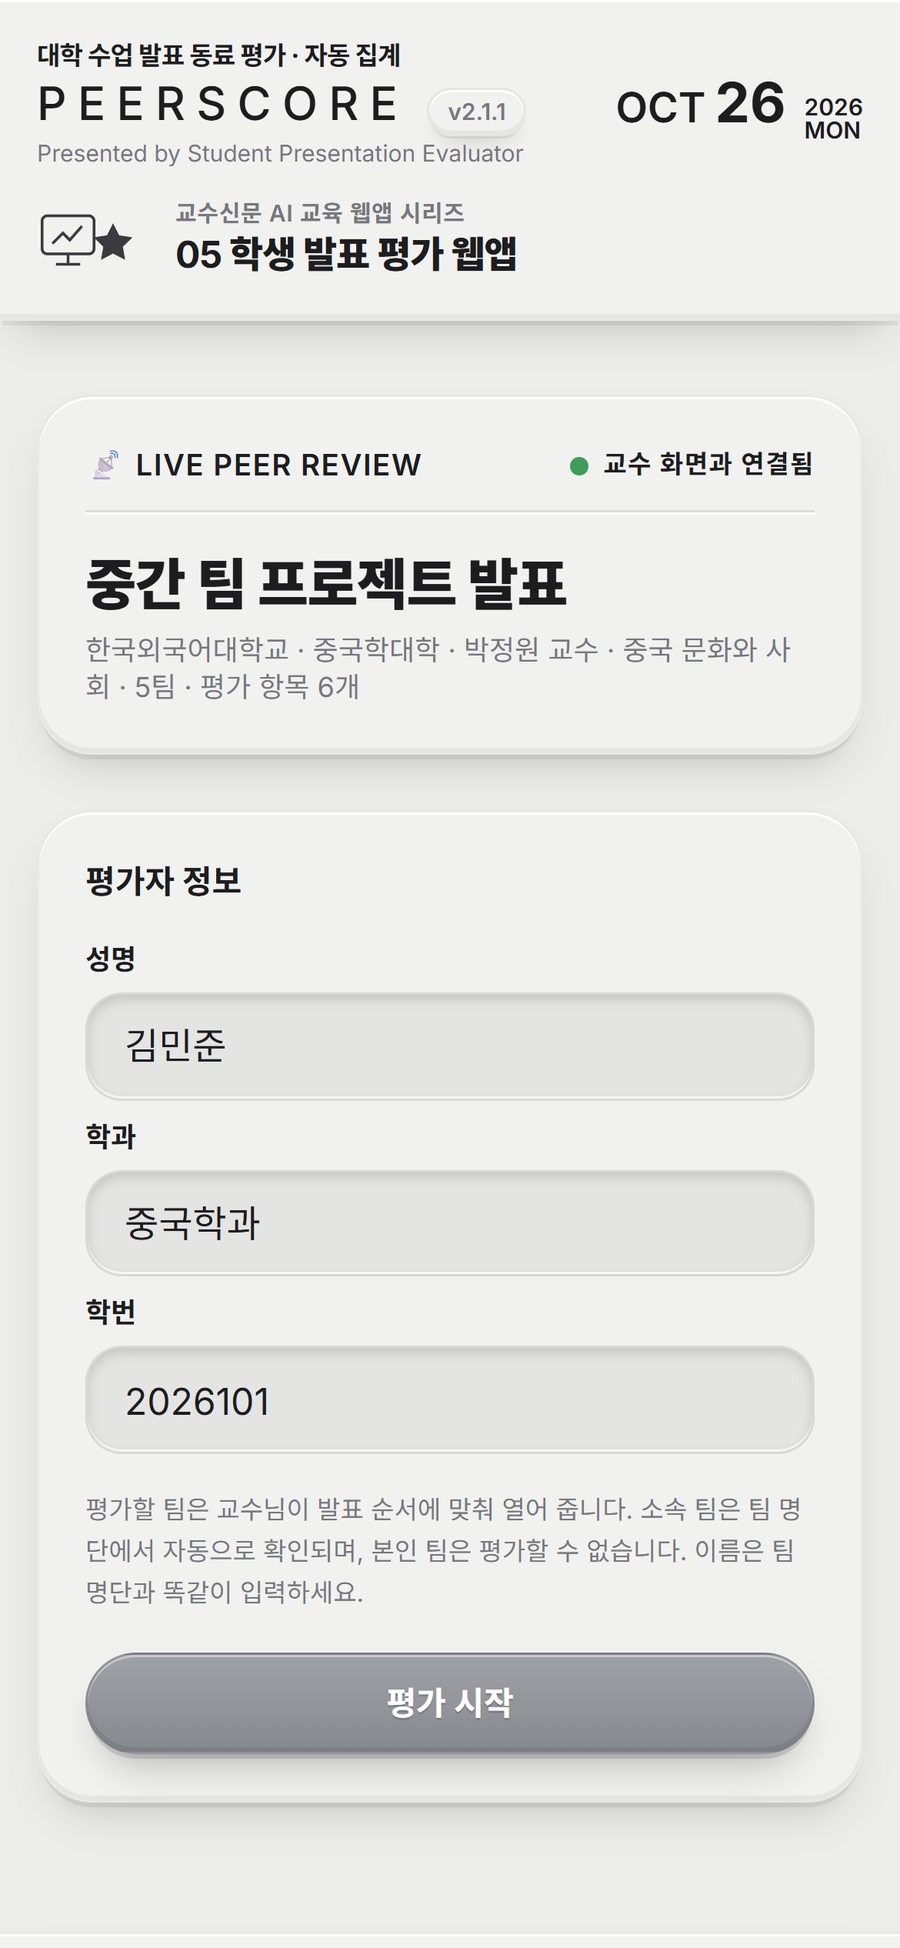 대학 수업 발표 동료 평가 · 자동 집계
PEERSCORE v2.1.1
Presented by Student Presentation Evaluator
OCT 26 2026 MON
교수신문 AI 교육 웹앱 시리즈
05 학생 발표 평가 웹앱
LIVE PEER REVIEW
교수 화면과 연결됨
중간 팀 프로젝트 발표
한국외국어대학교 · 중국학대학 · 박정원 교수 · 중국 문화와 사
회 · 5팀 · 평가 항목 6개
평가자 정보
성명
김민준
학과
중국학과
학번
2026101
평가할 팀은 교수님이 발표 순서에 맞춰 열어 줍니다. 소속 팀은 팀 명
단에서 자동으로 확인되며, 본인 팀은 평가할 수 없습니다. 이름은 팀
명단과 똑같이 입력하세요.
평가 시작